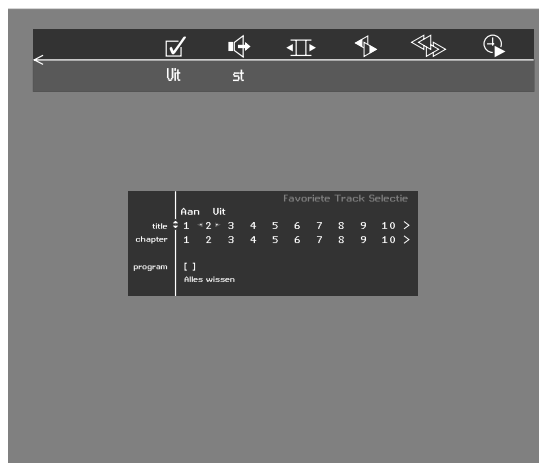 Uit st
Favoriete Track Selectie
Aan Uit
title 1 2 3 4 5 6 7 8 9 10 >
chapter 1 2 3 4 5 6 7 8 9 10 >
program [ ]
Alles wissen